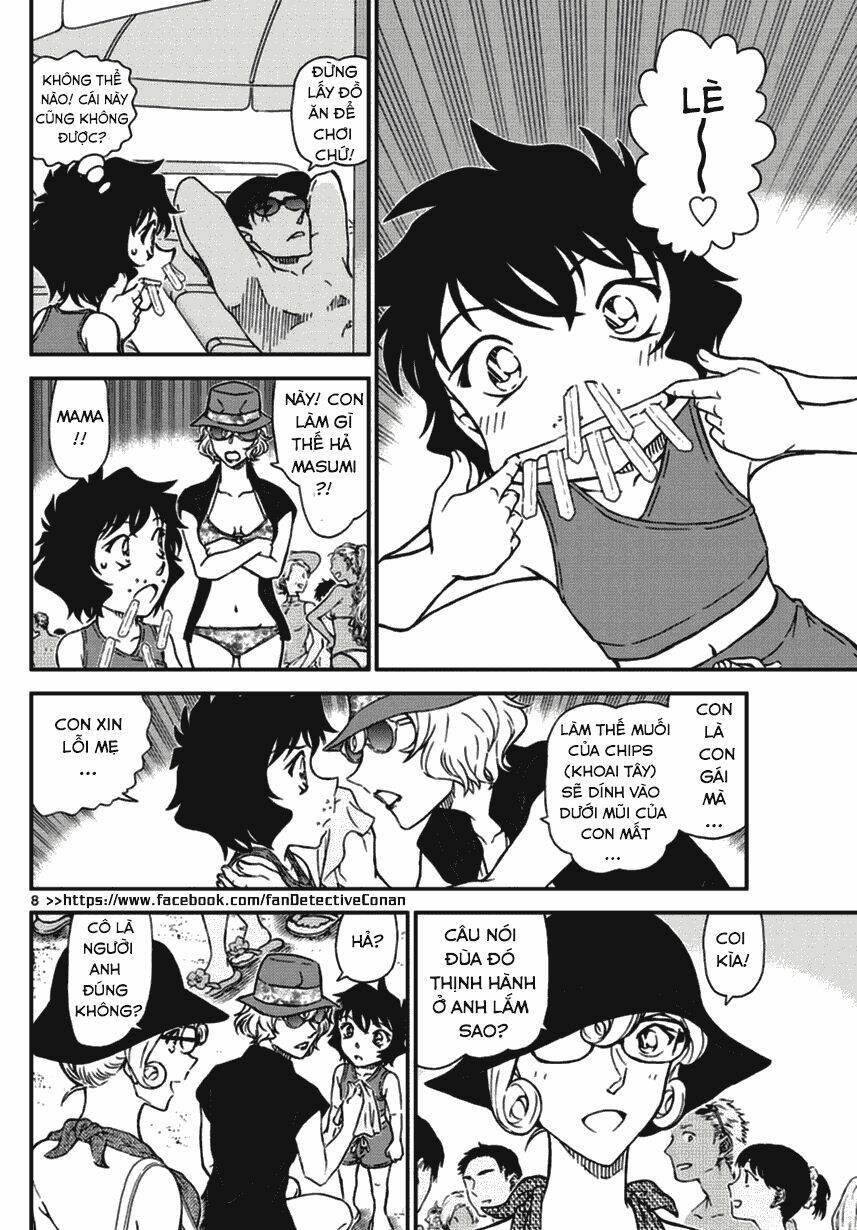 LÈ
~
♡
ĐỪNG
LẤY ĐỒ
ĂN ĐỂ
CHƠI
CHỨ!
KHÔNG THỂ
NÀO! CÁI NÀY
CŨNG KHÔNG
ĐƯỢC?
NÀY! CON
LÀM GÌ
THẾ HẢ
MASUMI
?!
MAMA
!!
CON
LÀ
CON
GÁI
MÀ
...
LÀM THẾ MUỐI
CỦA CHIPS
(KHOAI TÂY)
SẼ DÍNH VÀO
DƯỚI MŨI CỦA
CON MẤT
...
CON XIN
LỖI MẸ
...
8 >>https://www.facebook.com/fanDetectiveConan
COI
KÌA!
CÂU NÓI
ĐÙA ĐÓ
THỊNH HÀNH
Ở ANH LẮM
SAO?
HẢ?
CÔ LÀ
NGƯỜI
ANH
ĐÚNG
KHÔNG?